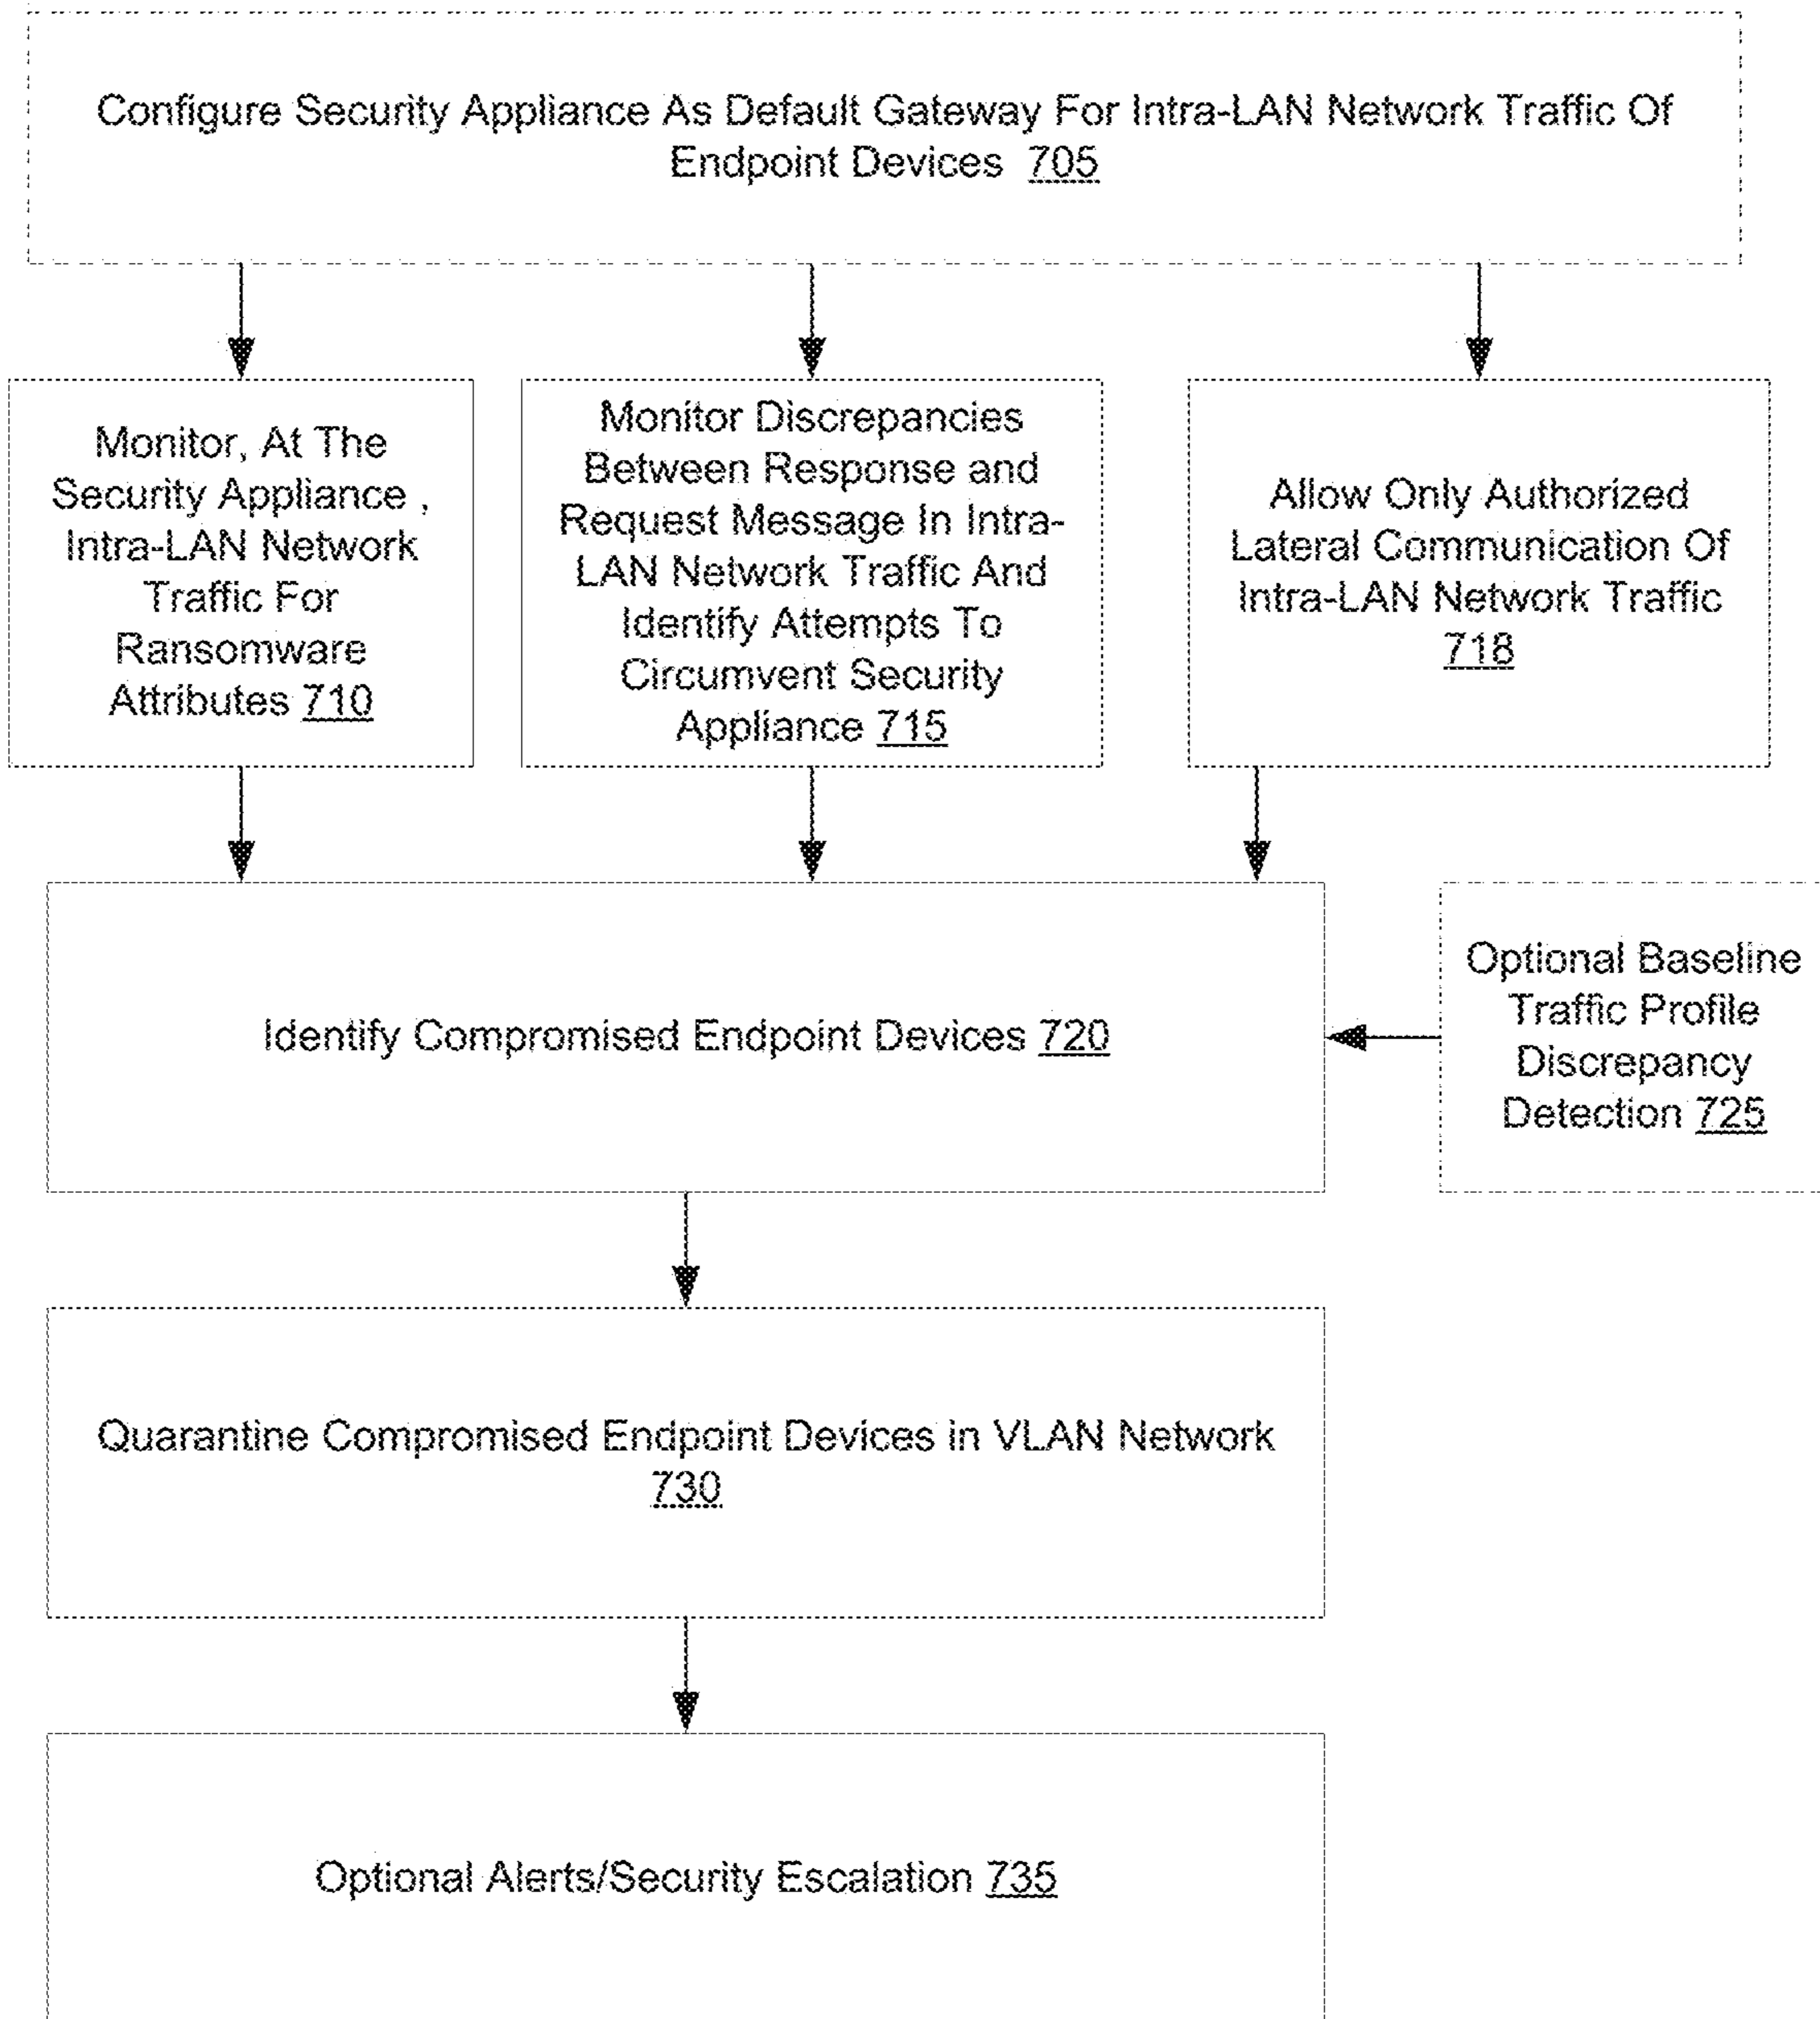 Configure Security Appliance As Default Gateway For Intra-LAN Network Traffic Of
Endpoint Devices 705
Monitor, At The
Security Appliance ,
Intra-LAN Network
Traffic For
Ransomware
Attributes 710
Monitor Discrepancies
Between Response and
Request Message In Intra-
LAN Network Traffic And
Identify Attempts To
Circumvent Security
Appliance 715
Allow Only Authorized
Lateral Communication Of
Intra-LAN Network Traffic
718
Identify Compromised Endpoint Devices 720
Optional Baseline
Traffic Profile
Discrepancy
Detection 725
Quarantine Compromised Endpoint Devices in VLAN Network
730
Optional Alerts/Security Escalation 735